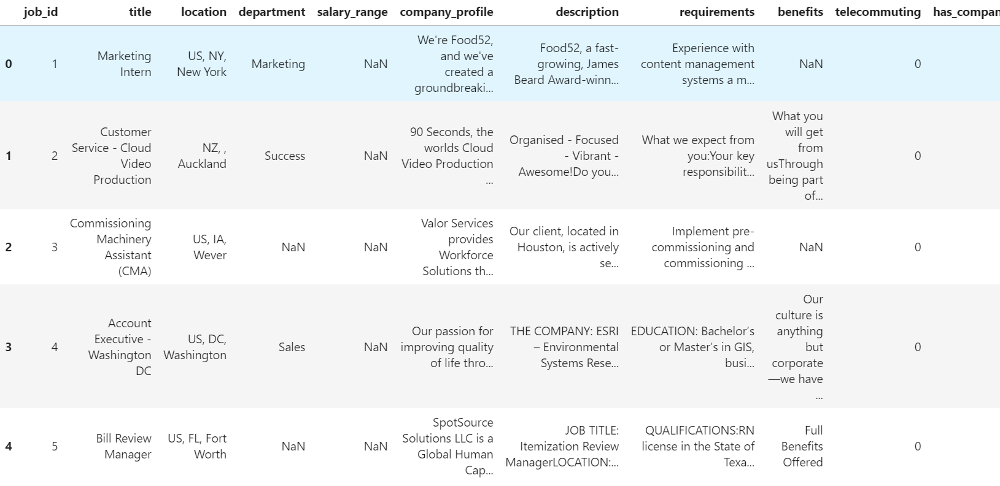 job_id title location department salary_range company_profile description requirements benefits telecommuting has_compan
0 1 Marketing Intern US, NY, New York Marketing NaN We're Food52, and we've created a groundbreaki... Food52, a fast-growing, James Beard Award-winn... Experience with content management systems a m... NaN 0
1 2 Customer Service - Cloud Video Production NZ, , Auckland Success NaN 90 Seconds, the worlds Cloud Video Production ... Organised - Focused - Vibrant - Awesome!Do you... What we expect from you:Your key responsibilit... What you will get from usThrough being part of... 0
2 3 Commissioning Machinery Assistant (CMA) US, IA, Wever NaN NaN Valor Services provides Workforce Solutions th... Our client, located in Houston, is actively se... Implement pre-commissioning and commissioning ... NaN 0
3 4 Account Executive - Washington DC US, DC, Washington Sales NaN Our passion for improving quality of life thro... THE COMPANY: ESRI – Environmental Systems Rese... EDUCATION: Bachelor’s or Master’s in GIS, busi... Our culture is anything but corporate—we have ... 0
4 5 Bill Review Manager US, FL, Fort Worth NaN NaN SpotSource Solutions LLC is a Global Human Cap... JOB TITLE: Itemization Review ManagerLOCATION:... QUALIFICATIONS:RN license in the State of Texa... Full Benefits Offered 0